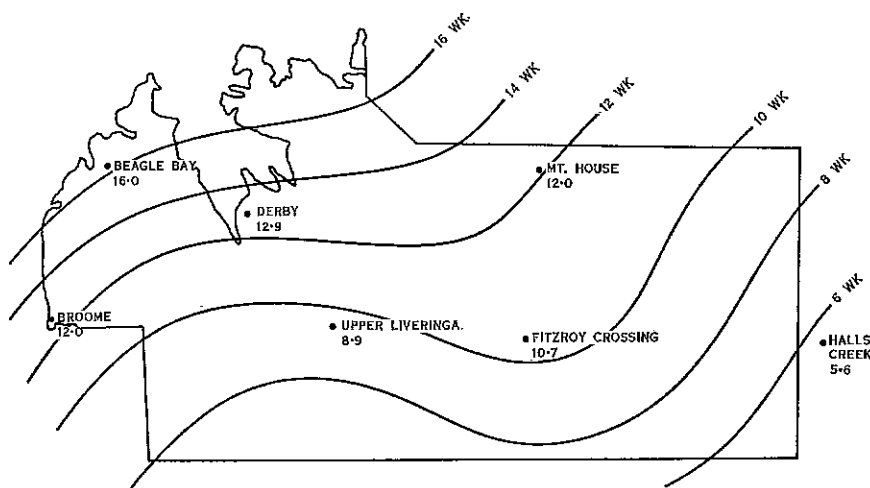 16 WK.
14 WK
12 WK
10 WK
8 WK
6 WK
BEAGLE BAY
16·0
MT. HOUSE
12·0
DERBY
12·9
BROOME
12·0
UPPER LIVERINGA.
8·9
FITZROY CROSSING
10·7
HALLS
CREEK
5·6